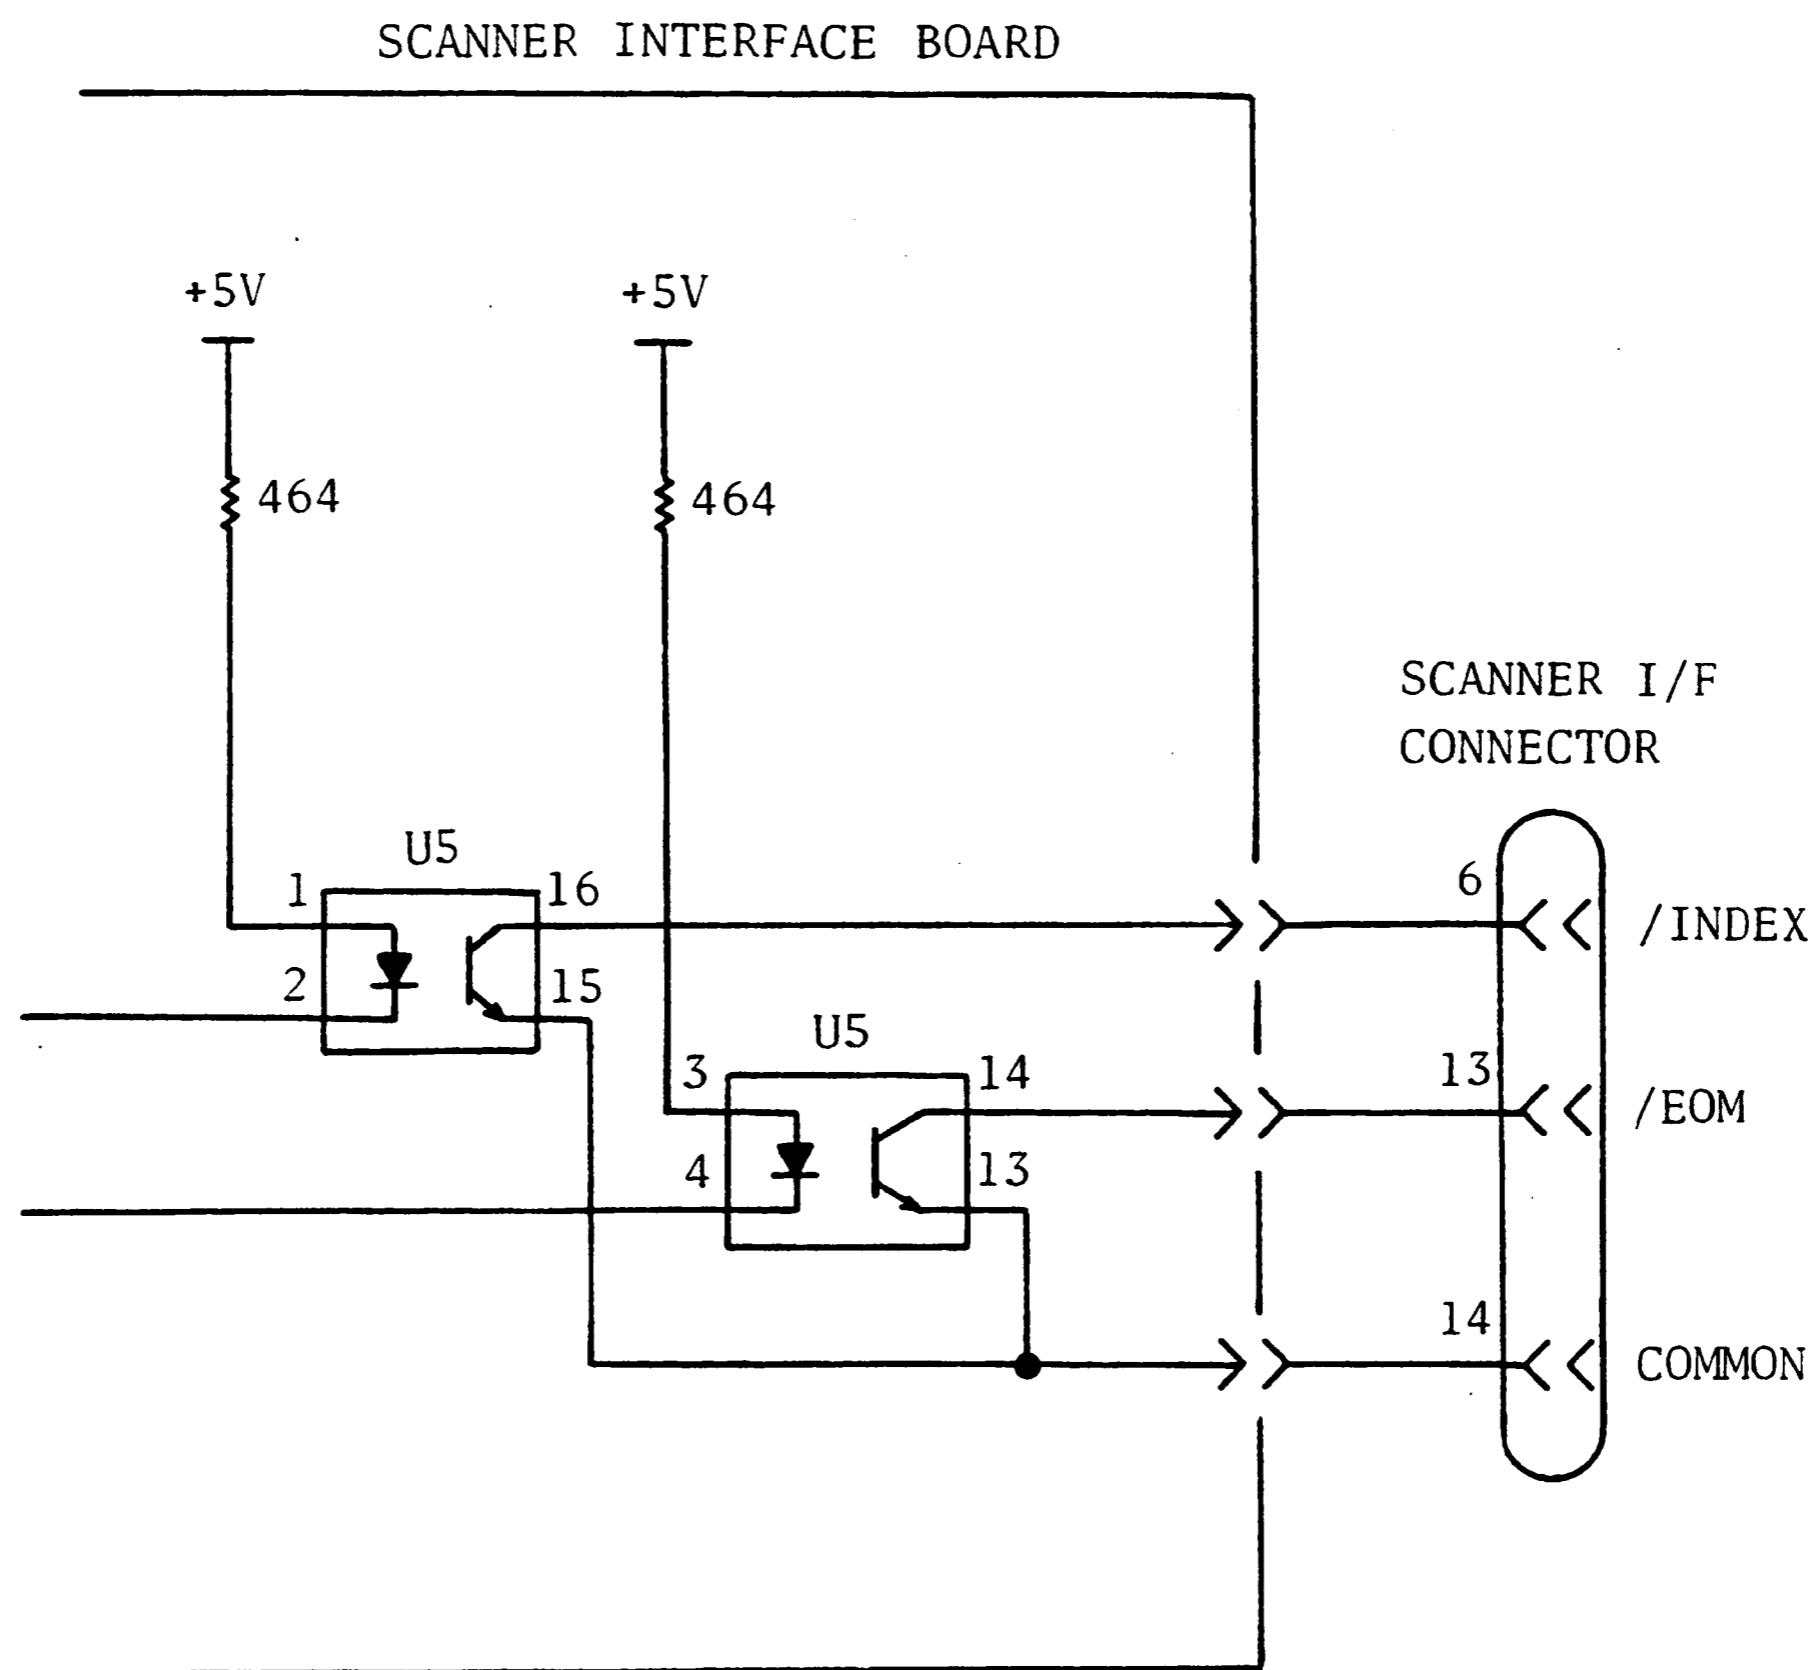 SCANNER INTERFACE BOARD
+5V
+5V
464
464
SCANNER I/F
CONNECTOR
U5
1
16
6
/INDEX
2
15
U5
3
14
13
/EOM
4
13
14
COMMON